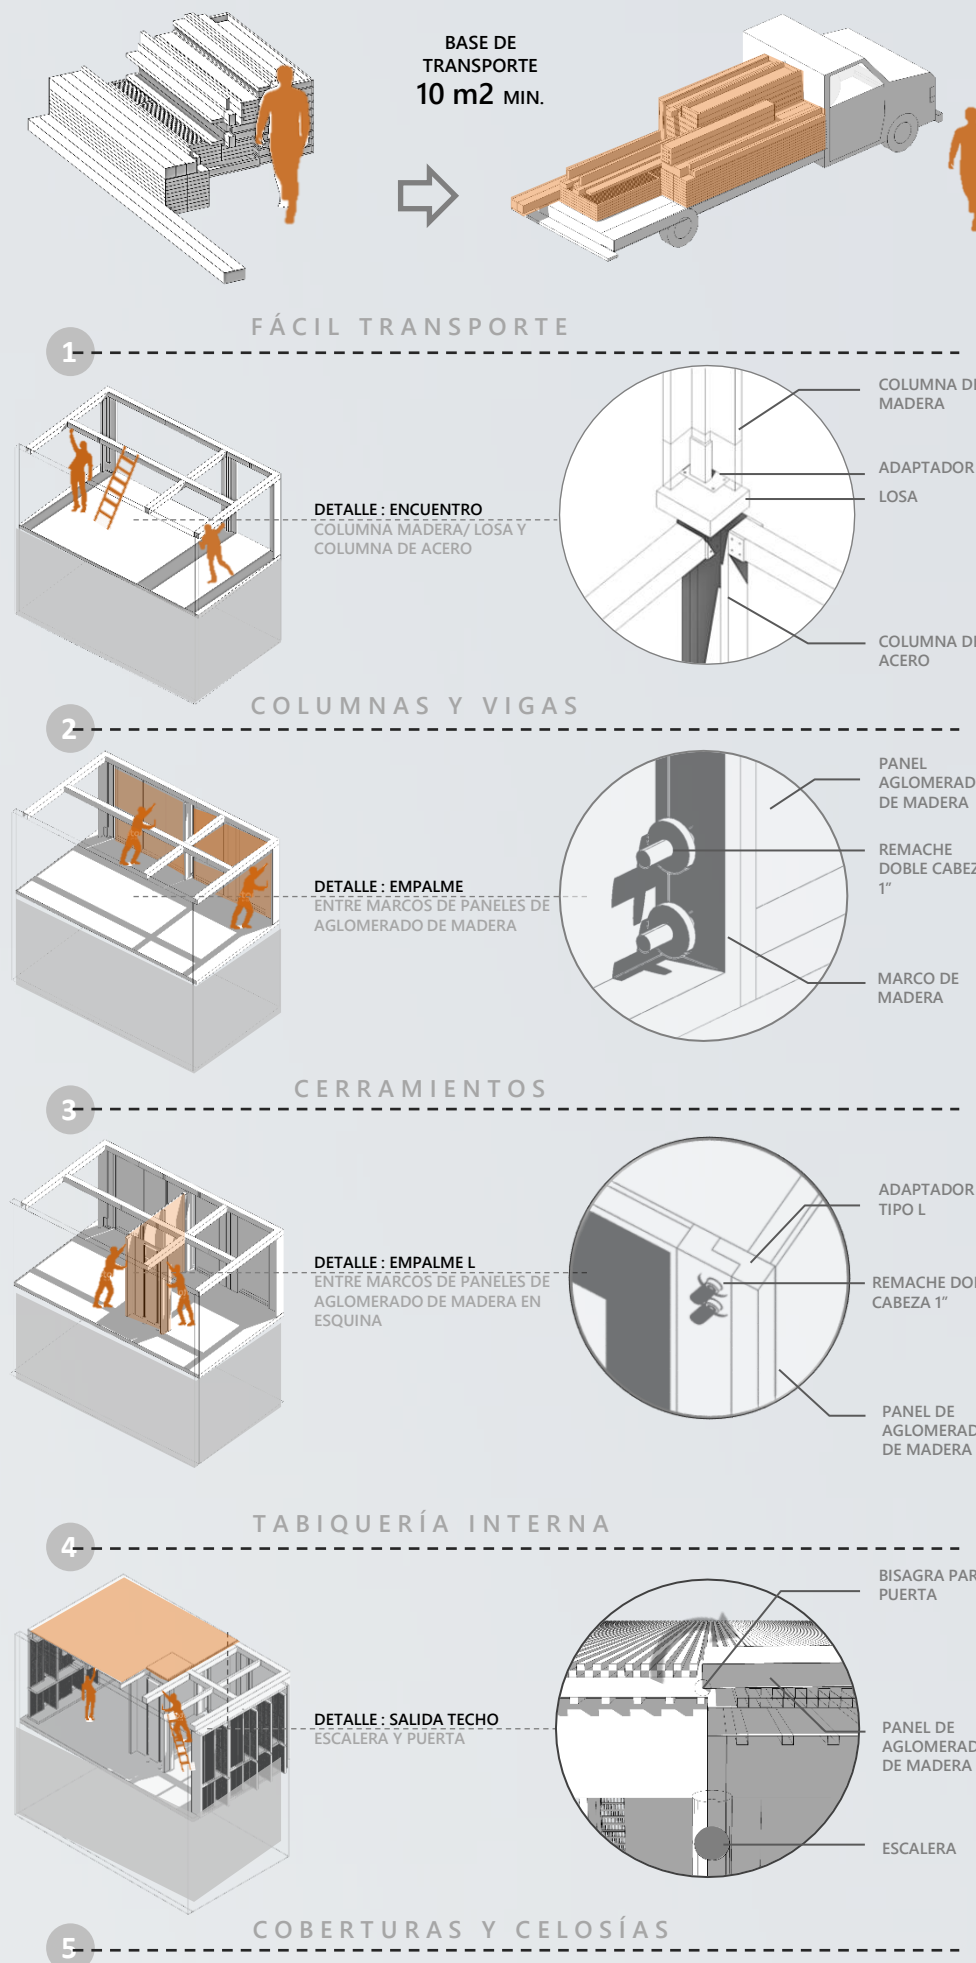 BASE DE
TRANSPORTE
10 m2 MIN.
FÁCIL TRANSPORTE
1
COLUMNA DE
MADERA
ADAPTADOR
LOSA
DETALLE : ENCUENTRO
COLUMNA MADERA/ LOSA Y
COLUMNA DE ACERO
COLUMNA DE
ACERO
COLUMNAS Y VIGAS
2
PANEL
AGLOMERAD
DE MADERA
REMACHE
DOBLE CABEZ
1"
DETALLE : EMPALME
ENTRE MARCOS DE PANELES DE
AGLOMERADO DE MADERA
MARCO DE
MADERA
CERRAMIENTOS
3
ADAPTADOR
TIPO L
DETALLE : EMPALME L
ENTRE MARCOS DE PANELES DE
AGLOMERADO DE MADERA EN
ESQUINA
REMACHE DOB
CABEZA 1"
PANEL DE
AGLOMERAD
DE MADERA
TABIQUERÍA INTERNA
4
BISAGRA PAR
PUERTA
DETALLE : SALIDA TECHO
ESCALERA Y PUERTA
PANEL DE
AGLOMERAD
DE MADERA
ESCALERA
COBERTURAS Y CELOSÍAS
5